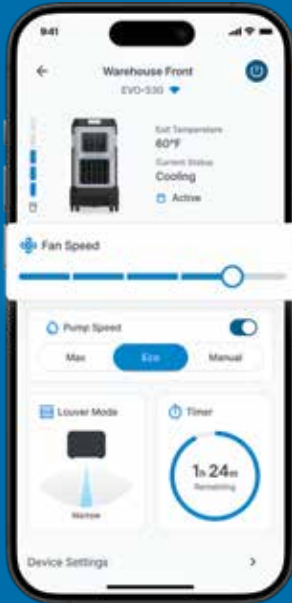 9:41
Warehouse Front
EVO-530
Exit Temperature
60°F
Current Status
Cooling
Active
Fan Speed
Pump Speed
Max
Eco
Manual
Louver Mode
Narrow
Timer
1h 24m
Remaining
Device Settings